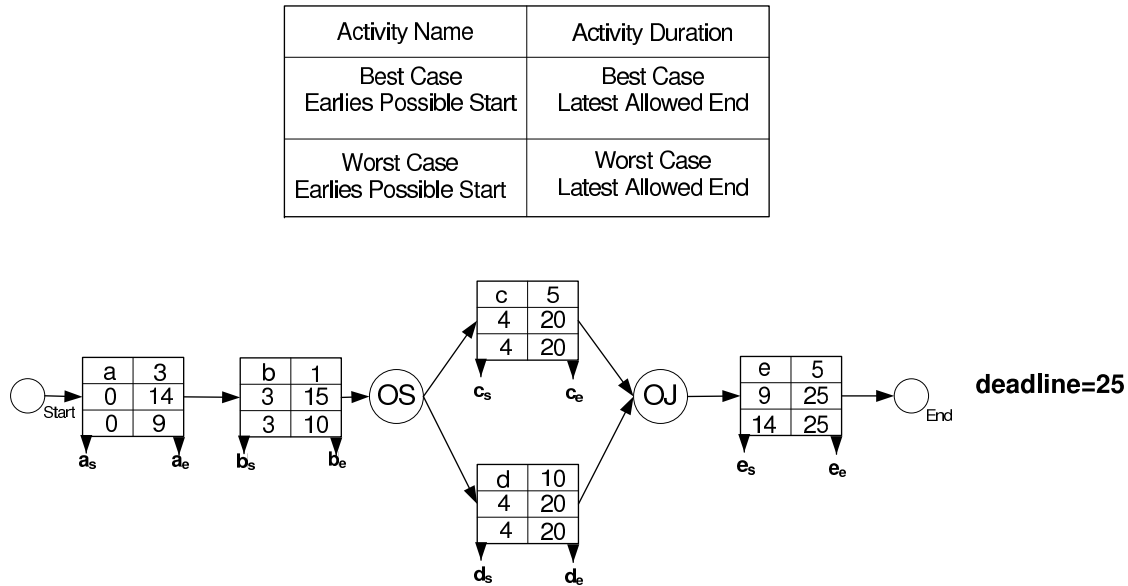 Activity Name Activity Duration
Best Case Best Case
Earlies Possible Start Latest Allowed End
Worst Case Worst Case
Earlies Possible Start Latest Allowed End
c 5
4 20
4 20
cs ce
a 3
0 14
0 9
as ae
b 1
3 15
3 10
bs be
e 5
9 25
14 25
es ee
Start
OS
OJ
End
deadline=25
d 10
4 20
4 20
ds de